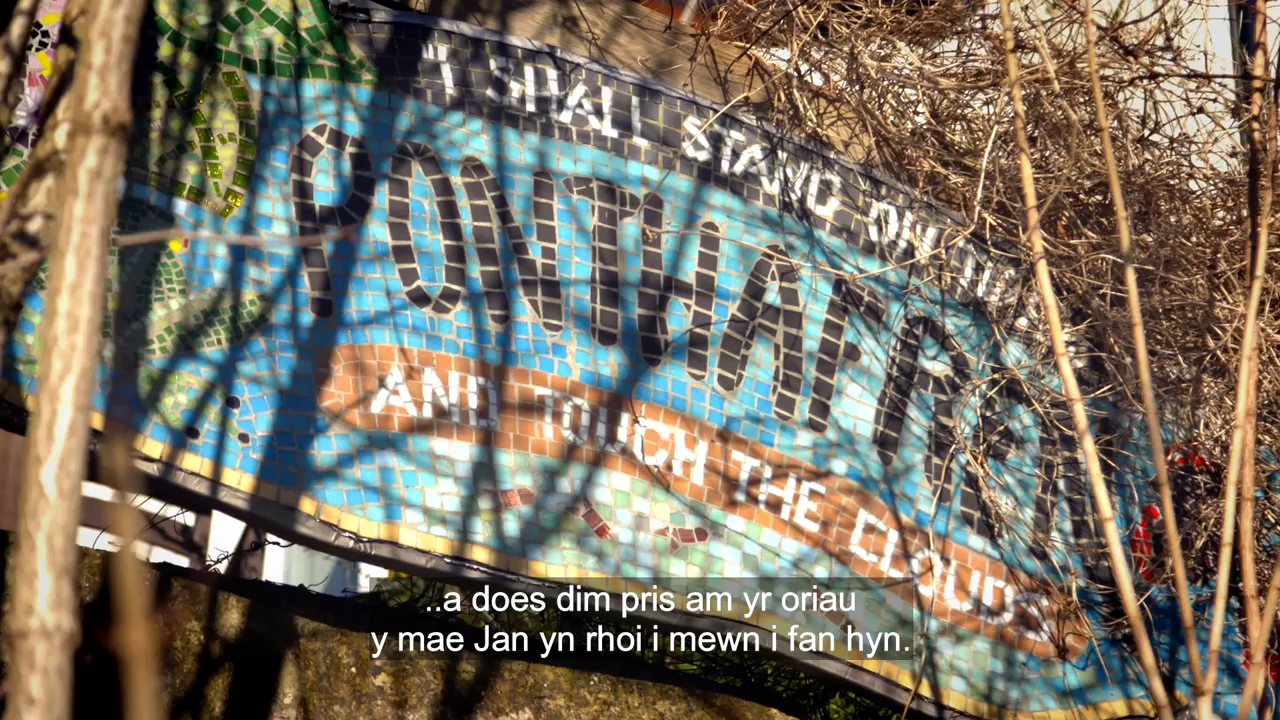 I SHALL STAND ON
PONTHAFREN
AND TOUCH THE CLOUDS
..a does dim pris am yr oriau
y mae Jan yn rhoi i mewn i fan hyn.